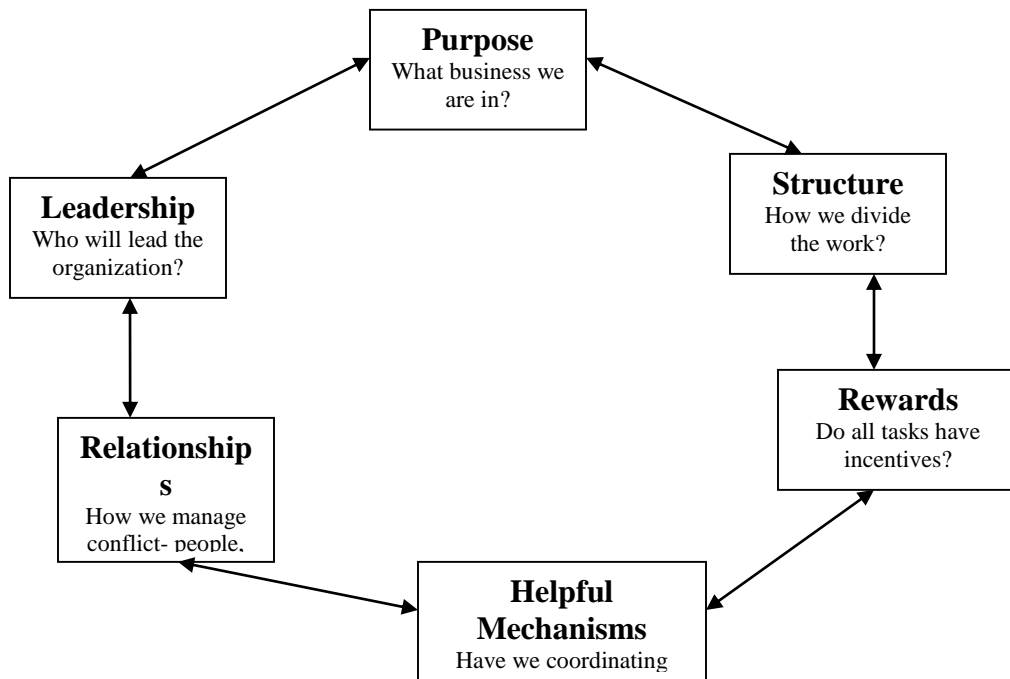 Purpose
What business we
are in?
Structure
How we divide
the work?
Leadership
Who will lead the
organization?
Rewards
Do all tasks have
incentives?
Relationship
s
How we manage
conflict- people,
Helpful
Mechanisms
Have we coordinating